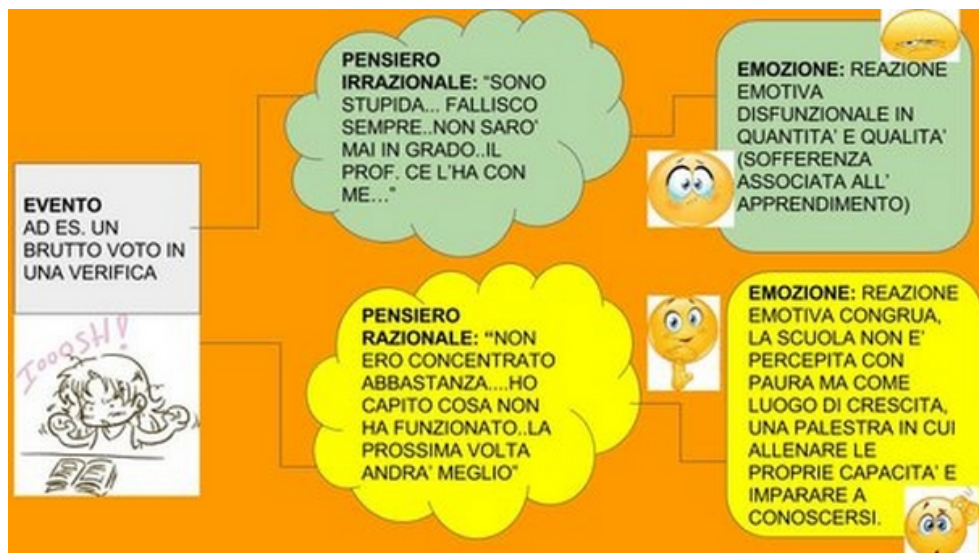 EVENTO
AD ES. UN
BRUTTO VOTO IN
UNA VERIFICA
IOOOSH!
PENSIERO
IRRAZIONALE: "SONO
STUPIDA... FALLISCO
SEMPRE..NON SARO'
MAI IN GRADO..IL
PROF. CE L'HA CON
ME..."
EMOZIONE: REAZIONE
EMOTIVA
DISFUNZIONALE IN
QUANTITA' E QUALITA'
(SOFFERENZA
ASSOCIATA ALL'
APPRENDIMENTO)
PENSIERO
RAZIONALE: “NON
ERO CONCENTRATO
ABBASTANZA....HO
CAPITO COSA NON
HA FUNZIONATO..LA
PROSSIMA VOLTA
ANDRA' MEGLIO”
EMOZIONE: REAZIONE
EMOTIVA CONGRUA,
LA SCUOLA NON E'
PERCEPITA CON
PAURA MA COME
LUOGO DI CRESCITA,
UNA PALESTRA IN CUI
ALLENARE LE
PROPRIE CAPACITA' E
IMPARARE A
CONOSCERSI.